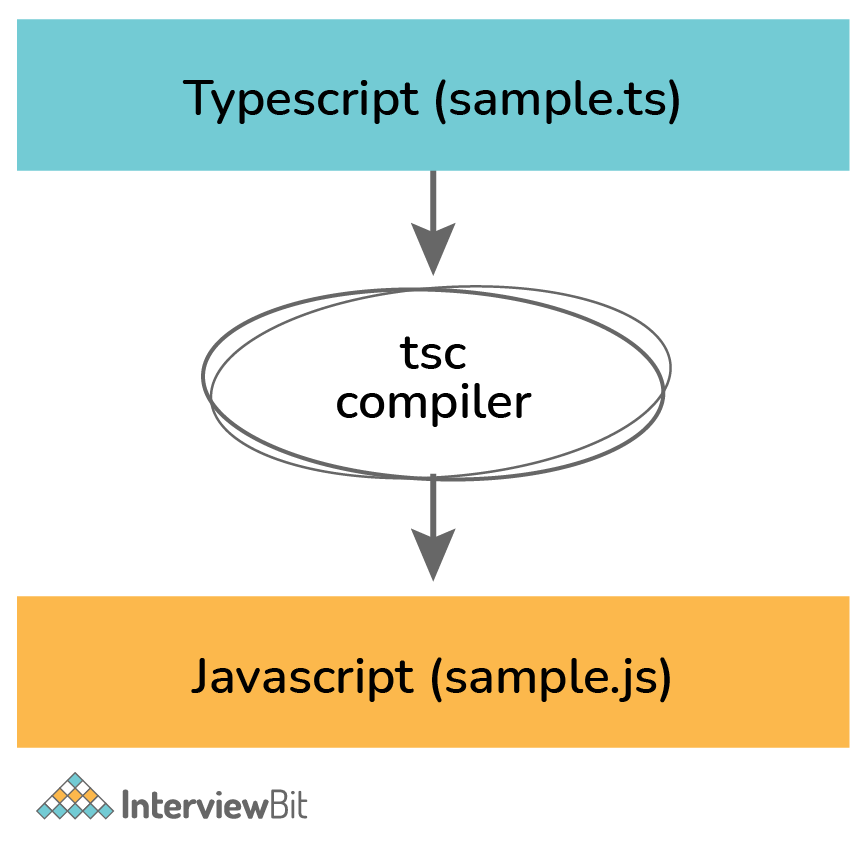 Typescript (sample.ts)
tsc
compiler
Javascript (sample.js)
InterviewBit